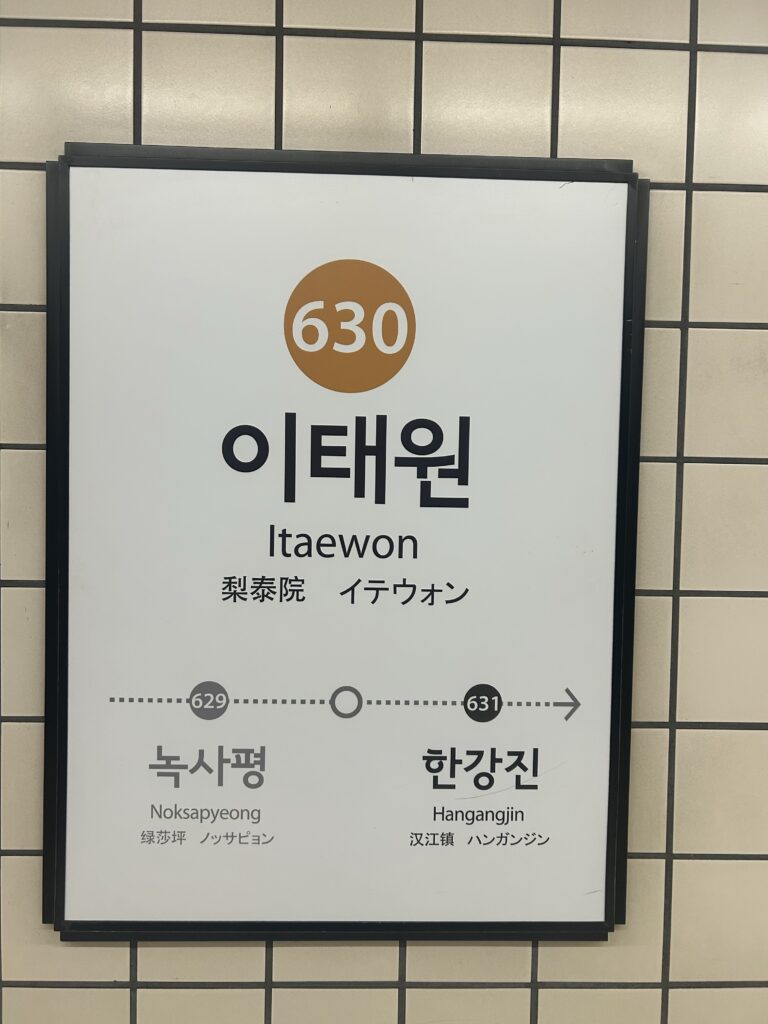 630
이태원
Itaewon
梨泰院 イテウォン
629 631
녹사평 한강진
Noksapyeong Hangangjin
绿莎坪 ノッサピョン 汉江镇 ハンガンジン